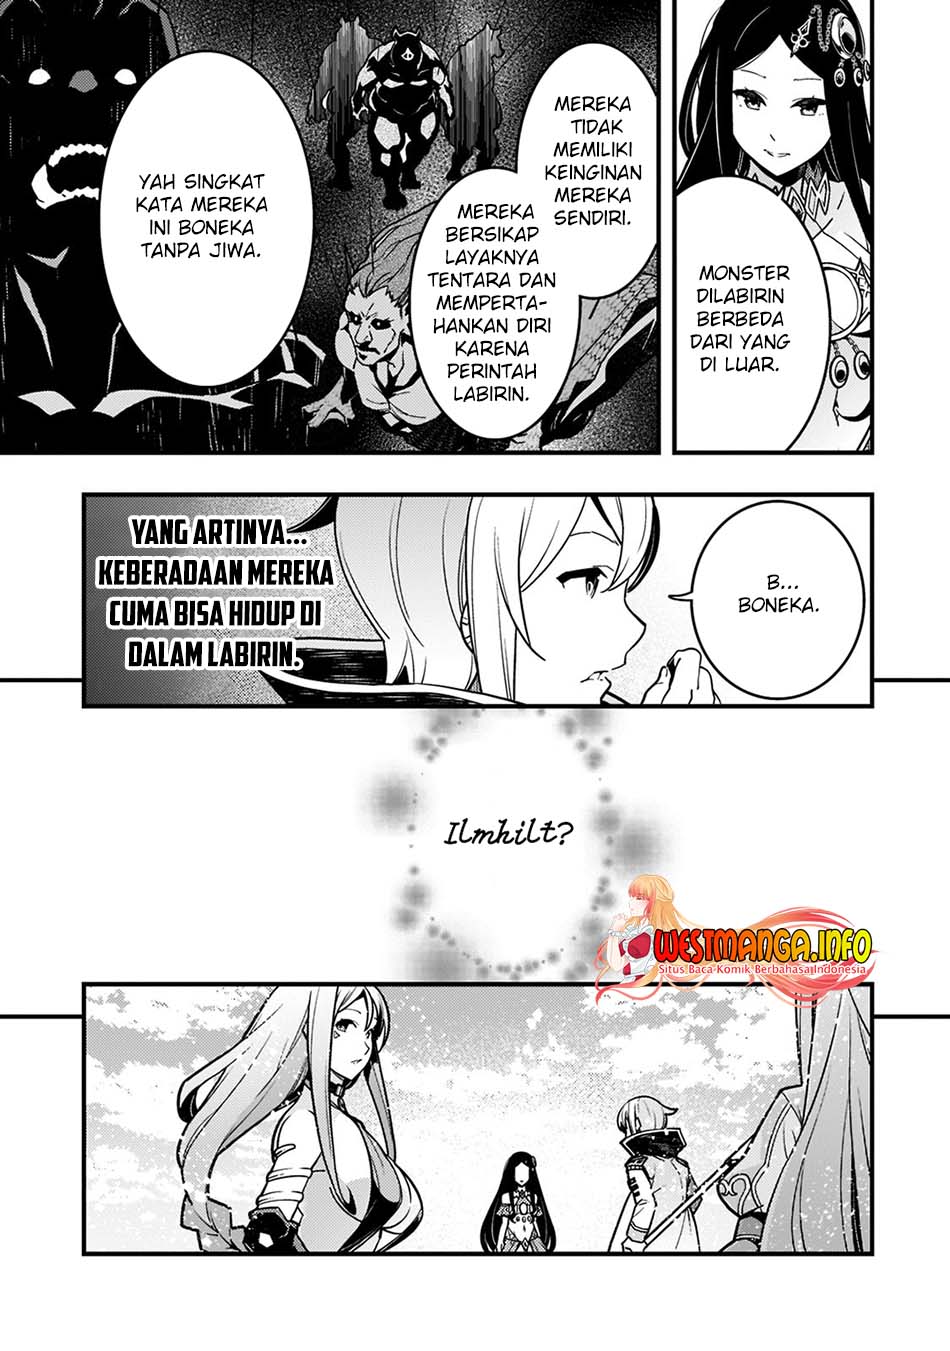 MONSTER
DILABIRIN
BERBEDA
DARI YANG
DI LUAR.
MEREKA
TIDAK
MEMILIKI
KEINGINAN
MEREKA
SENDIRI.
MEREKA
BERSIKAP
LAYAKNYA
TENTARA DAN
MEMPERTA-
HANKAN DIRI
KARENA
PERINTAH
LABIRIN.
YAH SINGKAT
KATA MEREKA
INI BONEKA
TANPA JIWA.
B...
BONEKA.
YANG ARTINYA...
KEBERADAAN MEREKA
CUMA BISA HIDUP DI
DALAM LABIRIN.
Ilmhilt?
WESTMANGA.INFO
Situs Baca Komik Berbahasa Indonesia